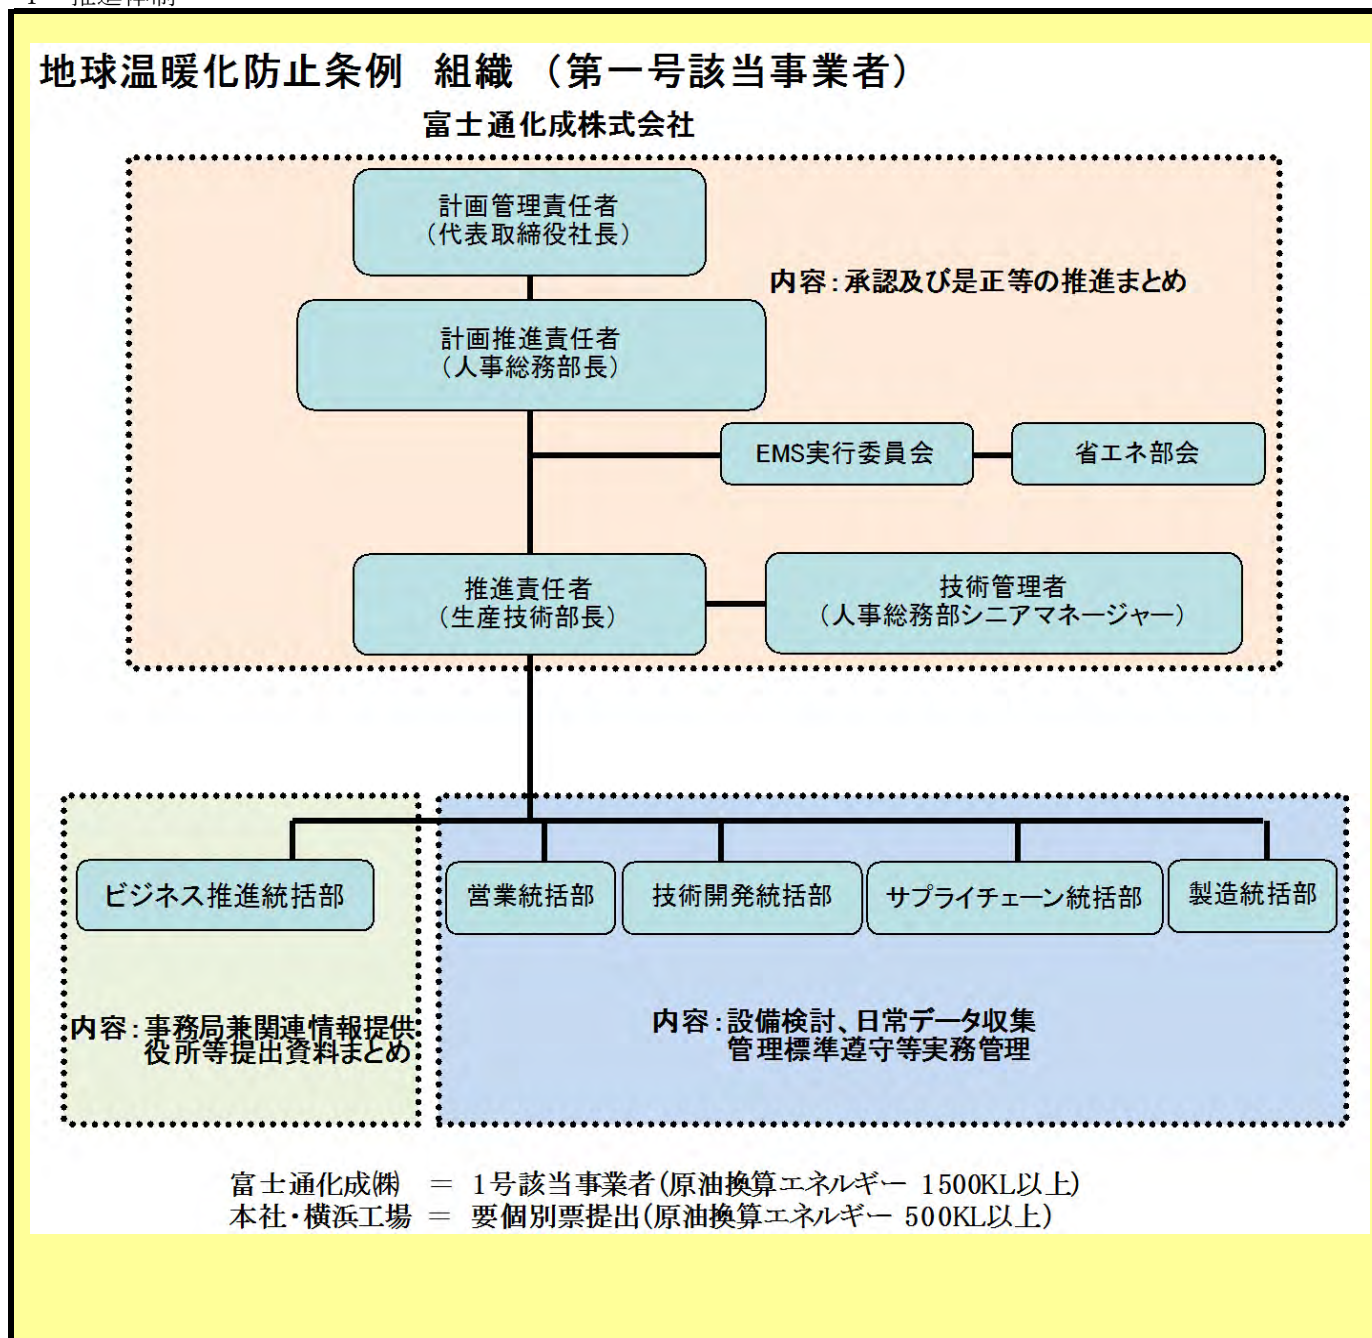 推進体制
地球温暖化防止条例　組織　（第一号該当事業者）
富士通化成株式会社
計画管理責任者
（代表取締役社長）
内容：承認及び是正等の推進まとめ
計画推進責任者
（人事総務部長）
EMS実行委員会
省エネ部会
推進責任者
（生産技術部長）
技術管理者
（人事総務部シニアマネージャー）
ビジネス推進統括部
営業統括部
技術開発統括部
サプライチェーン統括部
製造統括部
内容：事務局兼関連情報提供
役所等提出資料まとめ
内容：設備検討、日常データ収集
管理標準遵守等実務管理
富士通化成㈱　＝　1号該当事業者(原油換算エネルギー　1500KL以上)
本社・横浜工場　＝　要個別票提出(原油換算エネルギー　500KL以上)